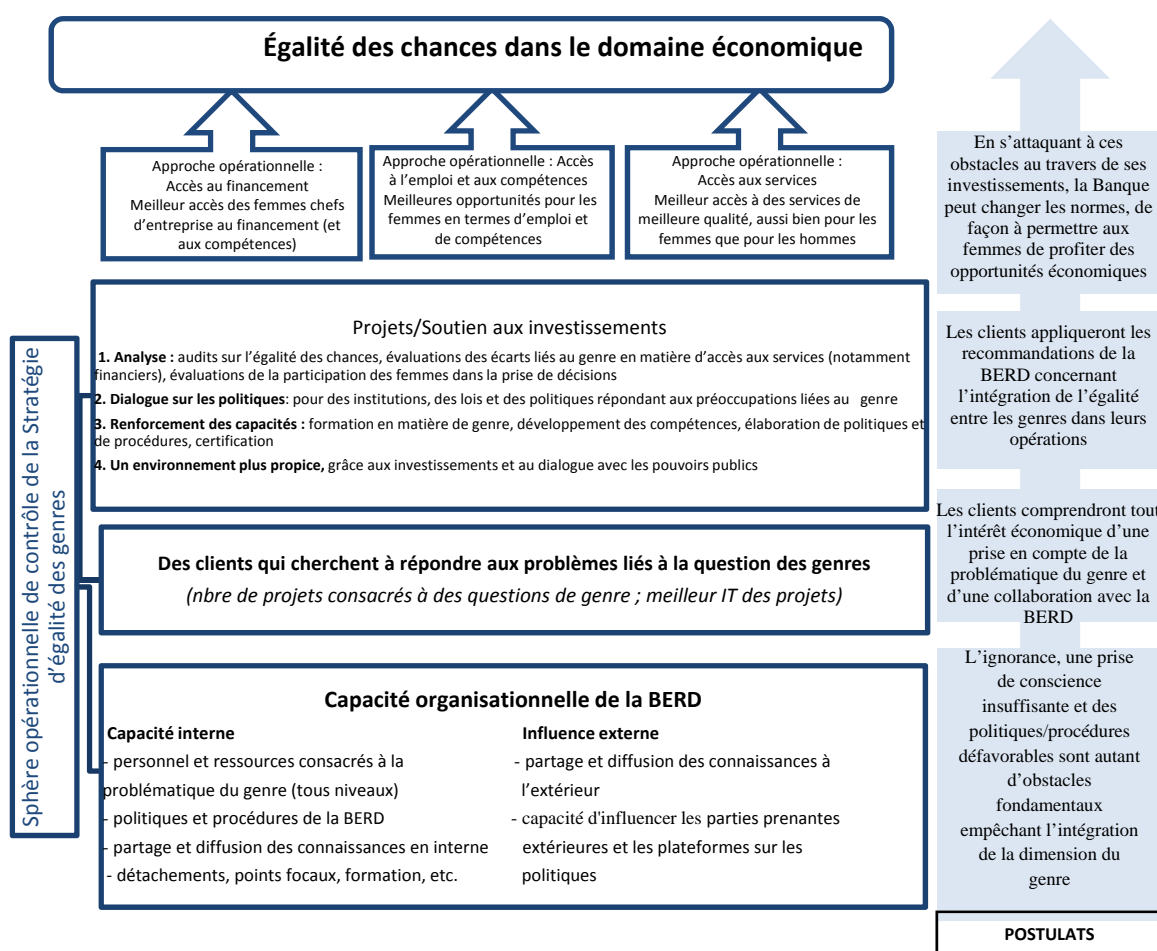 Égalité des chances dans le domaine économique
Approche opérationnelle :
Accès au financement
Meilleur accès des femmes chefs
d’entreprise au financement (et
aux compétences)
Approche opérationnelle : Accès
à l’emploi et aux compétences
Meilleures opportunités pour les
femmes en termes d’emploi et
de compétences
Approche opérationnelle :
Accès aux services
Meilleur accès à des services de
meilleure qualité, aussi bien pour les
femmes que pour les hommes
Sphère opérationnelle de contrôle de la Stratégie
d’égalité des genres
Projets/Soutien aux investissements
1. Analyse : audits sur l’égalité des chances, évaluations des écarts liés au genre en matière d’accès aux services (notamment
financiers), évaluations de la participation des femmes dans la prise de décisions
2. Dialogue sur les politiques: pour des institutions, des lois et des politiques répondant aux préoccupations liées au genre
3. Renforcement des capacités : formation en matière de genre, développement des compétences, élaboration de politiques et
de procédures, certification
4. Un environnement plus propice, grâce aux investissements et au dialogue avec les pouvoirs publics
Des clients qui cherchent à répondre aux problèmes liés à la question des genres
(nbre de projets consacrés à des questions de genre ; meilleur IT des projets)
Capacité organisationnelle de la BERD
Capacité interne
- personnel et ressources consacrés à la
problématique du genre (tous niveaux)
- politiques et procédures de la BERD
- partage et diffusion des connaissances en interne
- détachements, points focaux, formation, etc.
Influence externe
- partage et diffusion des connaissances à
l’extérieur
- capacité d'influencer les parties prenantes
extérieures et les plateformes sur les
politiques
En s’attaquant à ces
obstacles au travers de ses
investissements, la Banque
peut changer les normes, de
façon à permettre aux
femmes de profiter des
opportunités économiques
Les clients appliqueront les
recommandations de la
BERD concernant
l’intégration de l’égalité
entre les genres dans leurs
opérations
Les clients comprendront tout
l’intérêt économique d’une
prise en compte de la
problématique du genre et
d’une collaboration avec la
BERD
L’ignorance, une prise
de conscience
insuffisante et des
politiques/procédures
défavorables sont autant
d’obstacles
fondamentaux
empêchant l’intégration
de la dimension du
genre
POSTULATS